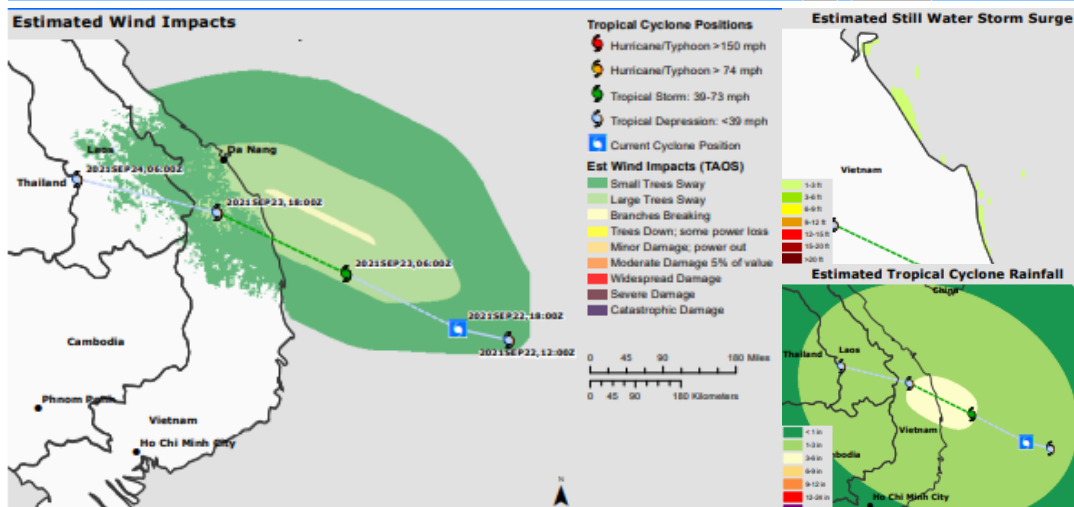 Estimated Wind Impacts
Da Nang
Laos
2021SEP24,06:00Z
Thailand
2021SEP23,18:00Z
2021SEP23,06:00Z
2021SEP22,18:00Z
2021SEP22,12:00Z
Cambodia
Phnom Penh
Vietnam
Ho Chi Minh City
Tropical Cyclone Positions
Hurricane/Typhoon >150 mph
Hurricane/Typhoon > 74 mph
Tropical Storm: 39-73 mph
Tropical Depression: <39 mph
Current Cyclone Position
Est Wind Impacts (TAOS)
Small Trees Sway
Large Trees Sway
Branches Breaking
Trees Down; some power loss
Minor Damage; power out
Moderate Damage 5% of value
Widespread Damage
Severe Damage
Catastrophic Damage
0 45 90 180 Miles
0 45 90 180 Kilometers
N
Estimated Still Water Storm Surge
Vietnam
1-3 ft
3-6 ft
6-9 ft
9-12 ft
12-15 ft
15-20 ft
>20 ft
Estimated Tropical Cyclone Rainfall
China
Thailand
Laos
Vietnam
bodia
Ho Chi Minh City
< 1 in
1-3 in
3-6 in
6-9 in
9-12 in
12-24 in